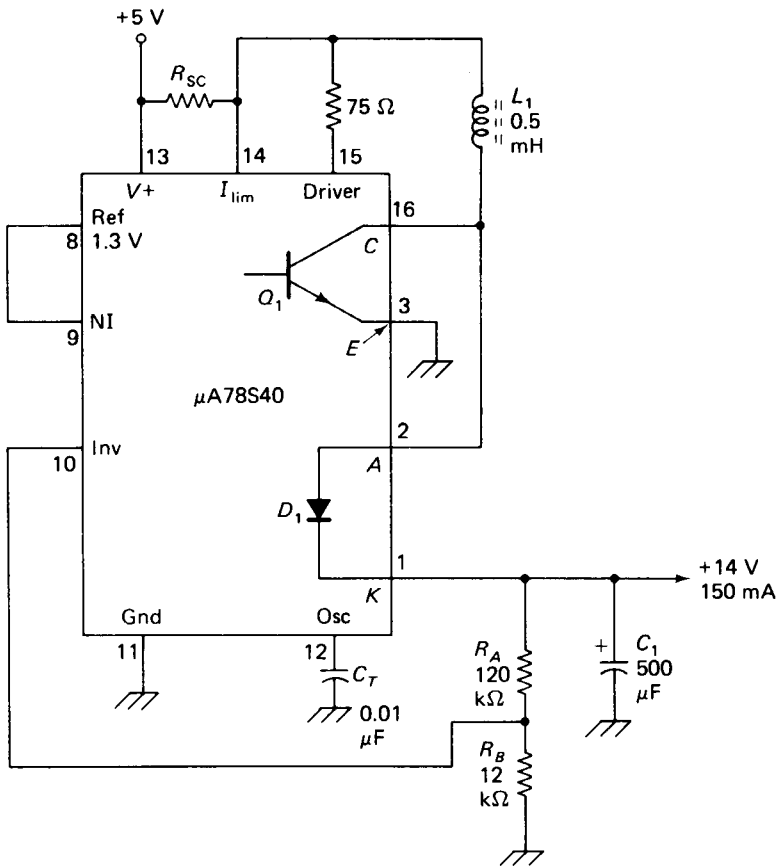 +5 V
R_SC
75 Ω
L_1
0.5
mH
13
14
15
V+
I_lim
Driver
Ref
1.3 V
8
16
C
Q_1
NI
9
3
E
μA78S40
Inv
10
2
A
D_1
1
K
+14 V
150 mA
Gnd
Osc
11
12
C_T
0.01
μF
R_A
120
kΩ
+
C_1
500
μF
R_B
12
kΩ